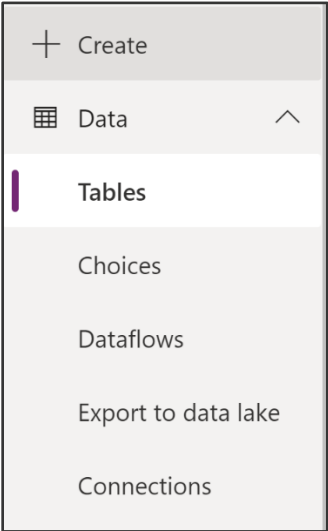 Create
Data
Tables
Choices
Dataflows
Export to data lake
Connections